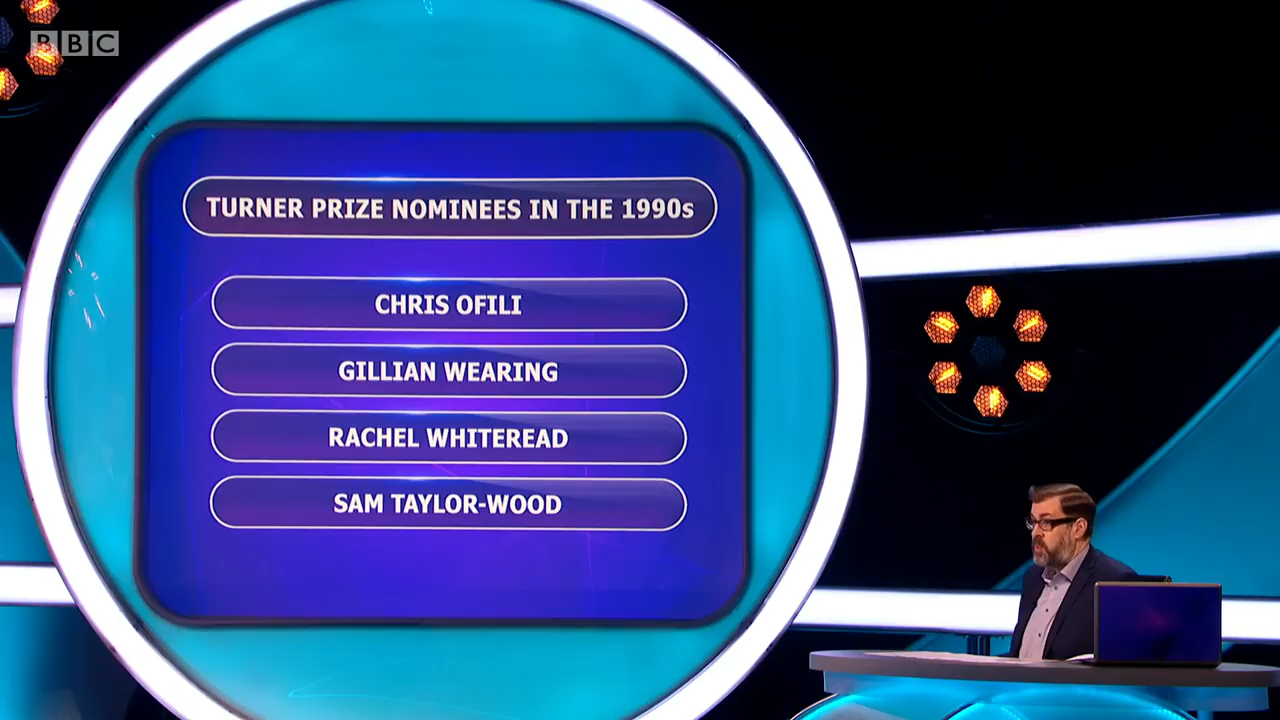 BBC
TURNER PRIZE NOMINEES IN THE 1990s
CHRIS OFILI
GILLIAN WEARING
RACHEL WHITEREAD
SAM TAYLOR-WOOD